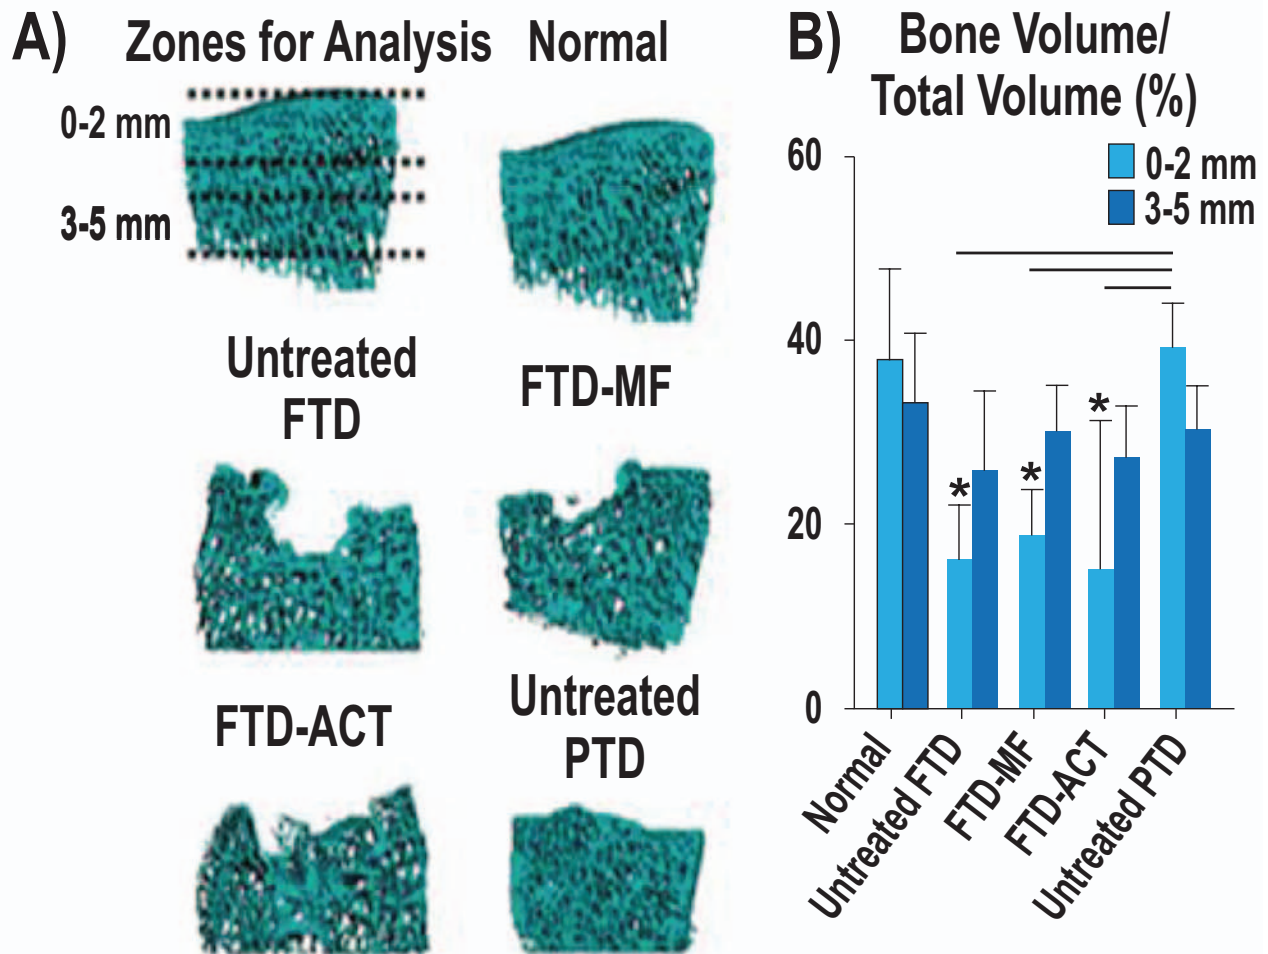 A)
Zones for Analysis
Normal
0-2 mm
3-5 mm
Untreated
FTD
FTD-MF
FTD-ACT
Untreated
PTD
B)
Bone Volume/
Total Volume (%)
0-2 mm
3-5 mm
60
40
20
0
*
*
*
Normal
Untreated FTD
FTD-MF
FTD-ACT
Untreated PTD